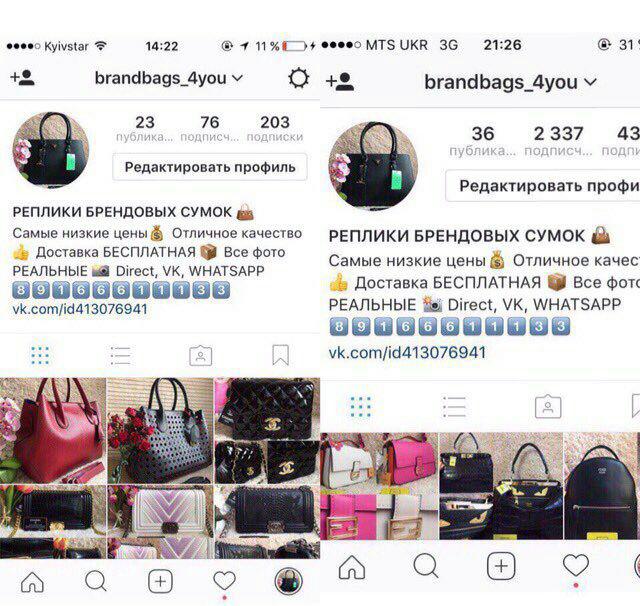 Kyivstar
14:22
11 %
brandbags_4you
23
76
203
публика...
подписч...
подписки
Редактировать профиль
РЕПЛИКИ БРЕНДОВЫХ СУМОК 👜
Самые низкие цены💰 Отличное качество
👍 Доставка БЕСПЛАТНАЯ 📦 Все фото
РЕАЛЬНЫЕ 📸 Direct, VK, WHATSAPP
8️⃣9️⃣1️⃣6️⃣6️⃣6️⃣1️⃣1️⃣1️⃣3️⃣3️⃣
vk.com/id413076941
MTS UKR 3G
21:26
31
brandbags_4you
36
2 337
43
публика...
подписч...
подпи
Редактировать профи
РЕПЛИКИ БРЕНДОВЫХ СУМОК 👜
Самые низкие цены💰 Отличное качес
👍 Доставка БЕСПЛАТНАЯ 📦 Все фото
РЕАЛЬНЫЕ 📸 Direct, VK, WHATSAPP
8️⃣9️⃣1️⃣6️⃣6️⃣6️⃣1️⃣1️⃣1️⃣3️⃣3️⃣
vk.com/id413076941